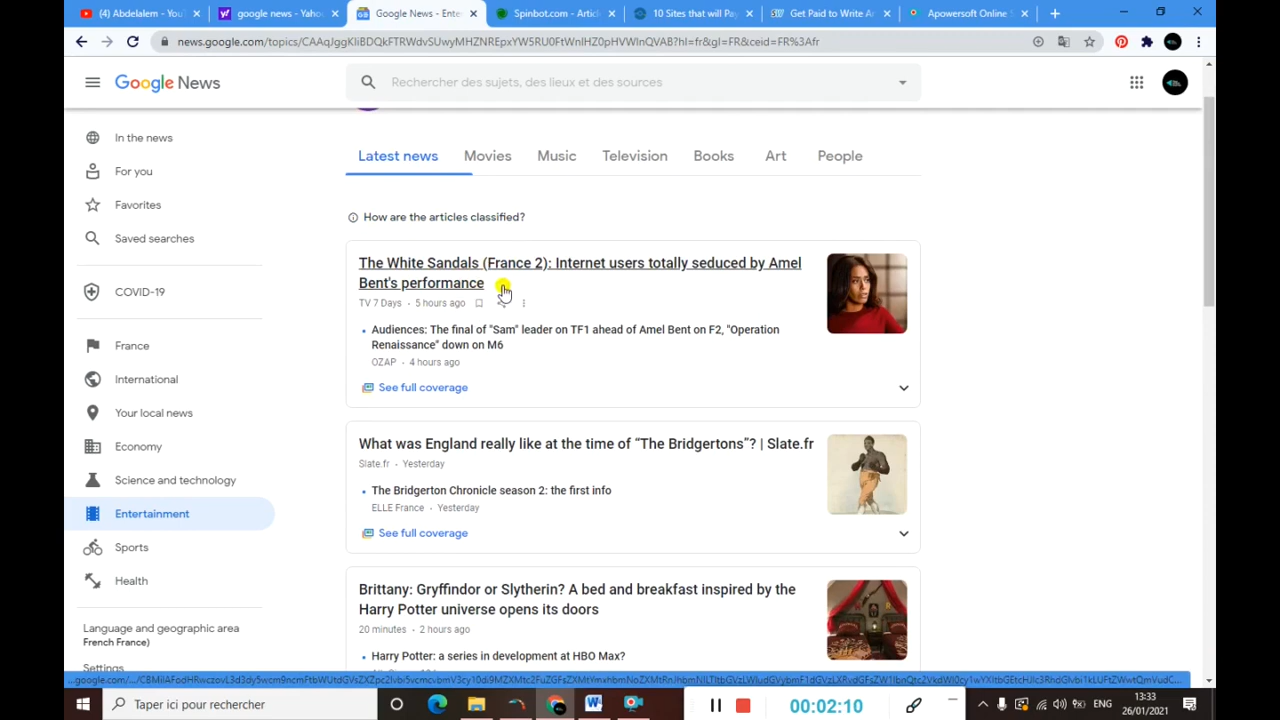 (4) Abdelalem - You
google news - Yahoo
Google News - Ente
Spinbot.com - Article
10 Sites that will Pay
Get Paid to Write Ar
Apowersoft Online S
news.google.com/topics/CAAqJggKIiBDQkFTRWdvSUwyMHZNREpxYW5RU0FtWnlHZ0pHVWlnQVAB?hl=fr&gl=FR&ceid=FR%3Afr
Google News
Rechercher des sujets, des lieux et des sources
In the news
For you
Favorites
Saved searches
COVID-19
France
International
Your local news
Economy
Science and technology
Entertainment
Sports
Health
Language and geographic area
French France)
Settings
Latest news
Movies
Music
Television
Books
Art
People
How are the articles classified?
The White Sandals (France 2): Internet users totally seduced by Amel
Bent's performance
TV 7 Days • 5 hours ago
Audiences: The final of "Sam" leader on TF1 ahead of Amel Bent on F2, "Operation
Renaissance" down on M6
OZAP • 4 hours ago
See full coverage
What was England really like at the time of “The Bridgertons”? | Slate.fr
Slate.fr • Yesterday
The Bridgerton Chronicle season 2: the first info
ELLE France • Yesterday
See full coverage
Brittany: Gryffindor or Slytherin? A bed and breakfast inspired by the
Harry Potter universe opens its doors
20 minutes • 2 hours ago
Harry Potter: a series in development at HBO Max?
Taper ici pour rechercher
00:02:10
ENG
13:33
26/01/2021